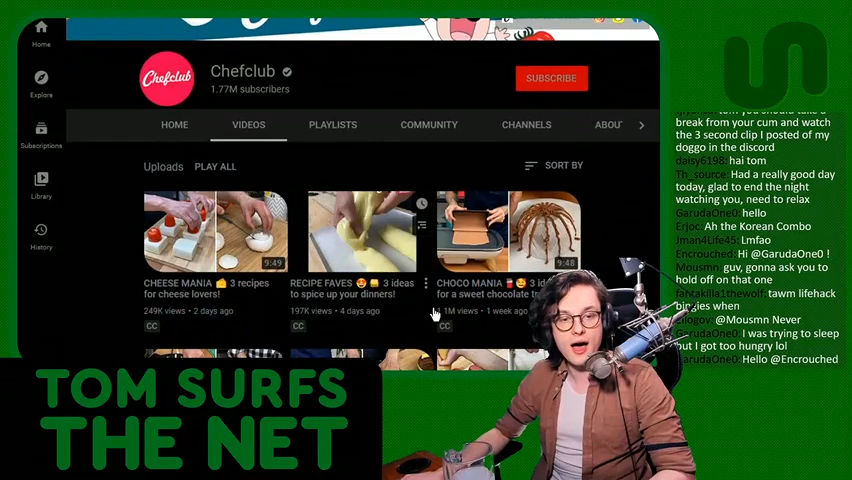 Home
Explore
Subscriptions
Library
History
Chefclub
Chefclub
1.77M subscribers
SUBSCRIBE
HOME VIDEOS PLAYLISTS COMMUNITY CHANNELS ABOU
Uploads PLAY ALL
SORT BY
9:49
9:48
CHEESE MANIA 🧀 3 recipes
for cheese lovers!
249K views • 2 days ago
CC
RECIPE FAVES 😍 3 ideas
to spice up your dinners!
197K views • 4 days ago
CC
CHOCO MANIA 🍫🤩 3 id
for a sweet chocolate
1M views • 1 week ago
CC
TOM SURFS
THE NET
break from your cum and watch
the 3 second clip I posted of my
doggo in the discord
daisy6198: hai tom
Th_source: Had a really good day
today, glad to end the night
watching you, need to relax
GarudaOne0: hello
Erjoc: Ah the Korean Combo
Jman4Life45: Lmfao
Encrouched: Hi @GarudaOne0 !
Mousmn: guv, gonna ask you to
hold off on that one
fahtakilla1thewolf: tawm lifehack
bingies when
@Mousmn Never
GarudaOne0: I was trying to sleep
but I got too hungry lol
GarudaOne0: Hello @Encrouched